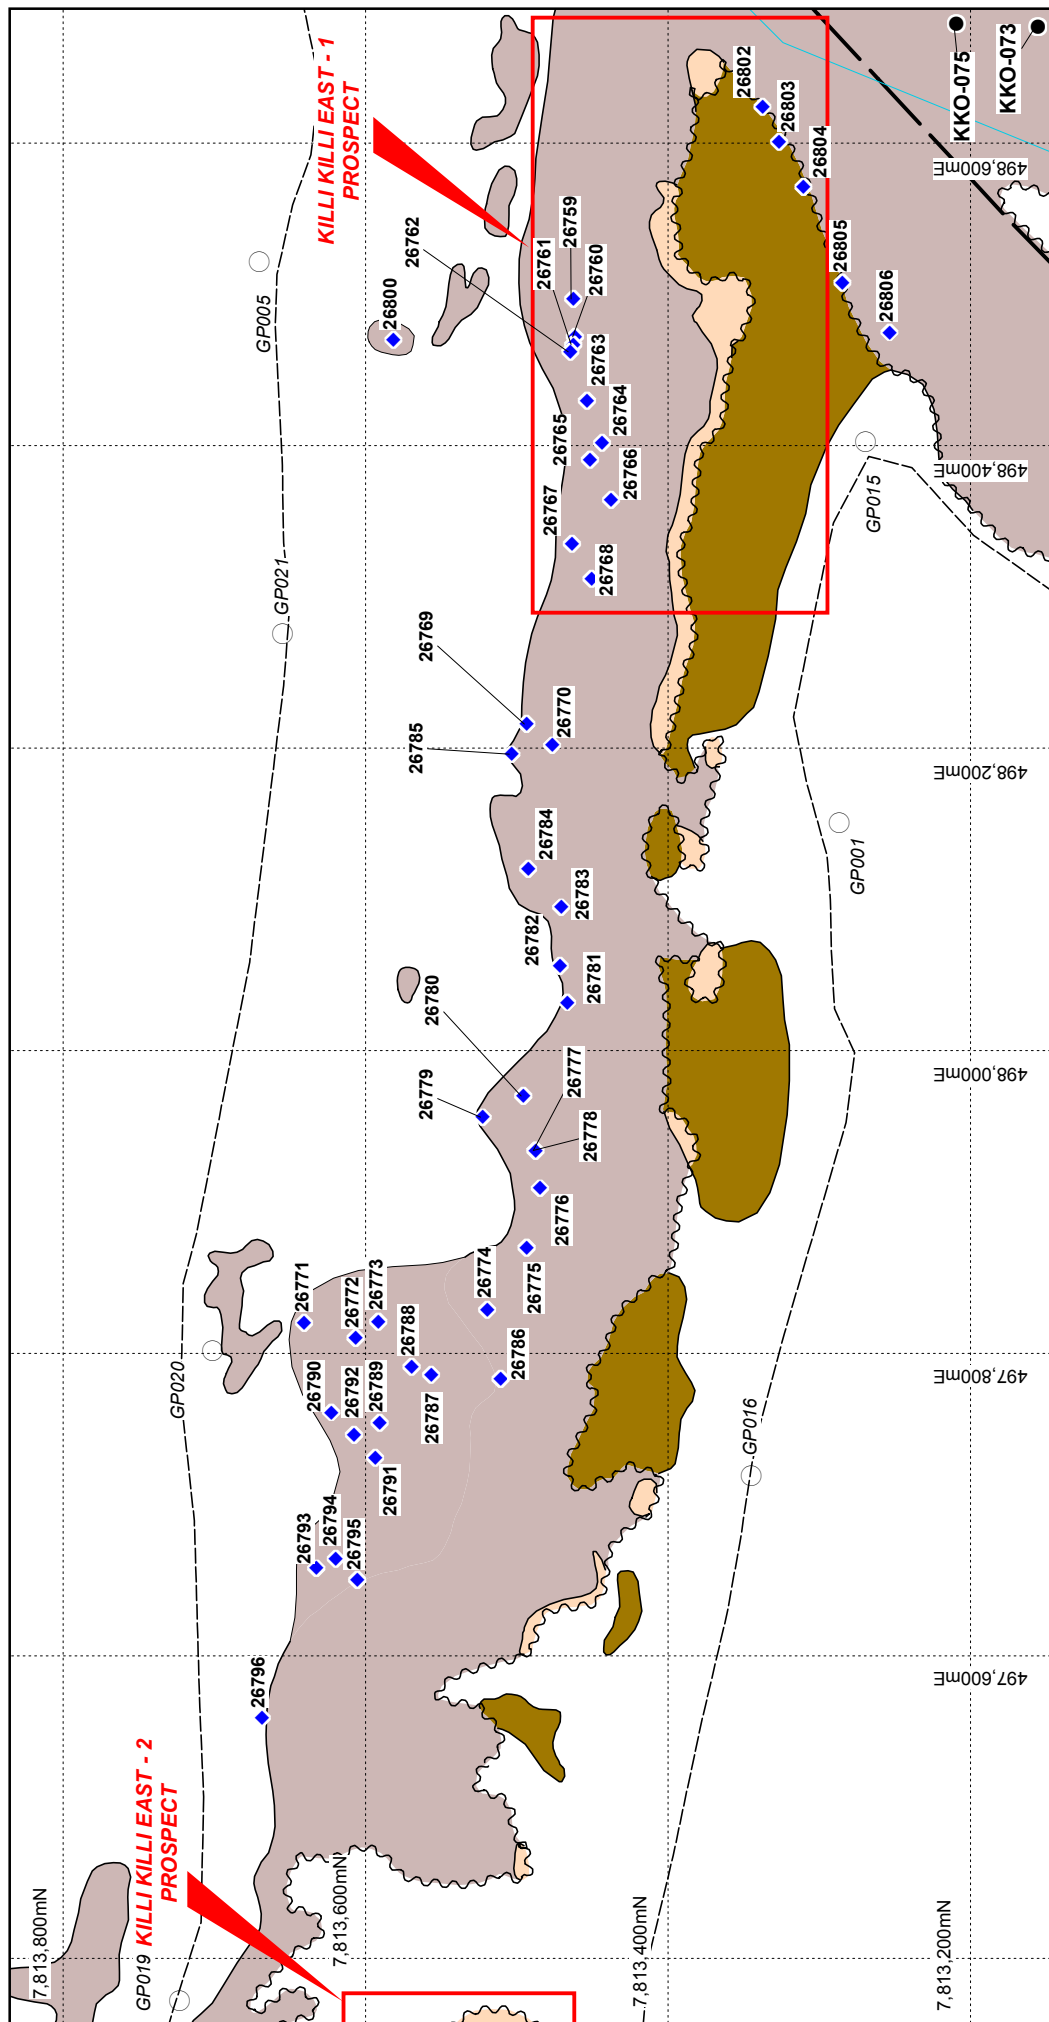 KILLI KILLI EAST - 1
PROSPECT
KKO-075
KKO-073
26802
26803
26804
26805
26806
498,600mE
GP005
26800
26762
26761
26759
26760
26763
26764
26765
26766
26767
26768
498,400mE
GP015
GP021
26769
26770
26785
498,200mE
GP001
26784
26783
26782
26781
26780
26779
26777
26778
498,000mE
26776
26775
26774
26771
26772
26773
26788
26786
26787
26790
26792
26789
26791
GP020
497,800mE
GP016
26793
26794
26795
497,600mE
26796
KILLI KILLI EAST - 2
PROSPECT
GP019
7,813,800mN
7,813,600mN
7,813,400mN
7,813,200mN